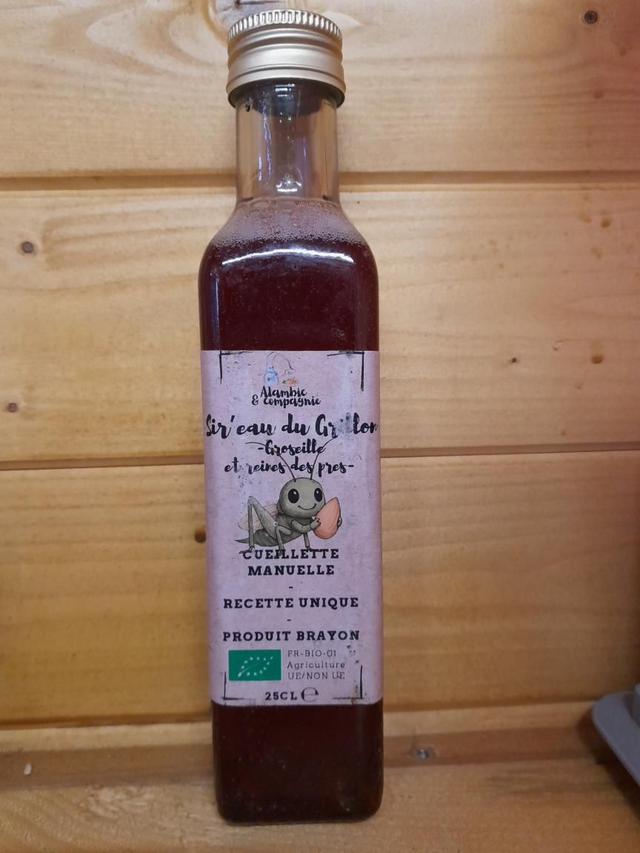 Alambic
& Compagnie
Sir'eau du Grillon
-Groseille
et reines des pres-
CUEILLETTE
MANUELLE
-
RECETTE UNIQUE
-
PRODUIT BRAYON
FR-BIO-01
Agriculture
UE/NON UE
25CL ℮